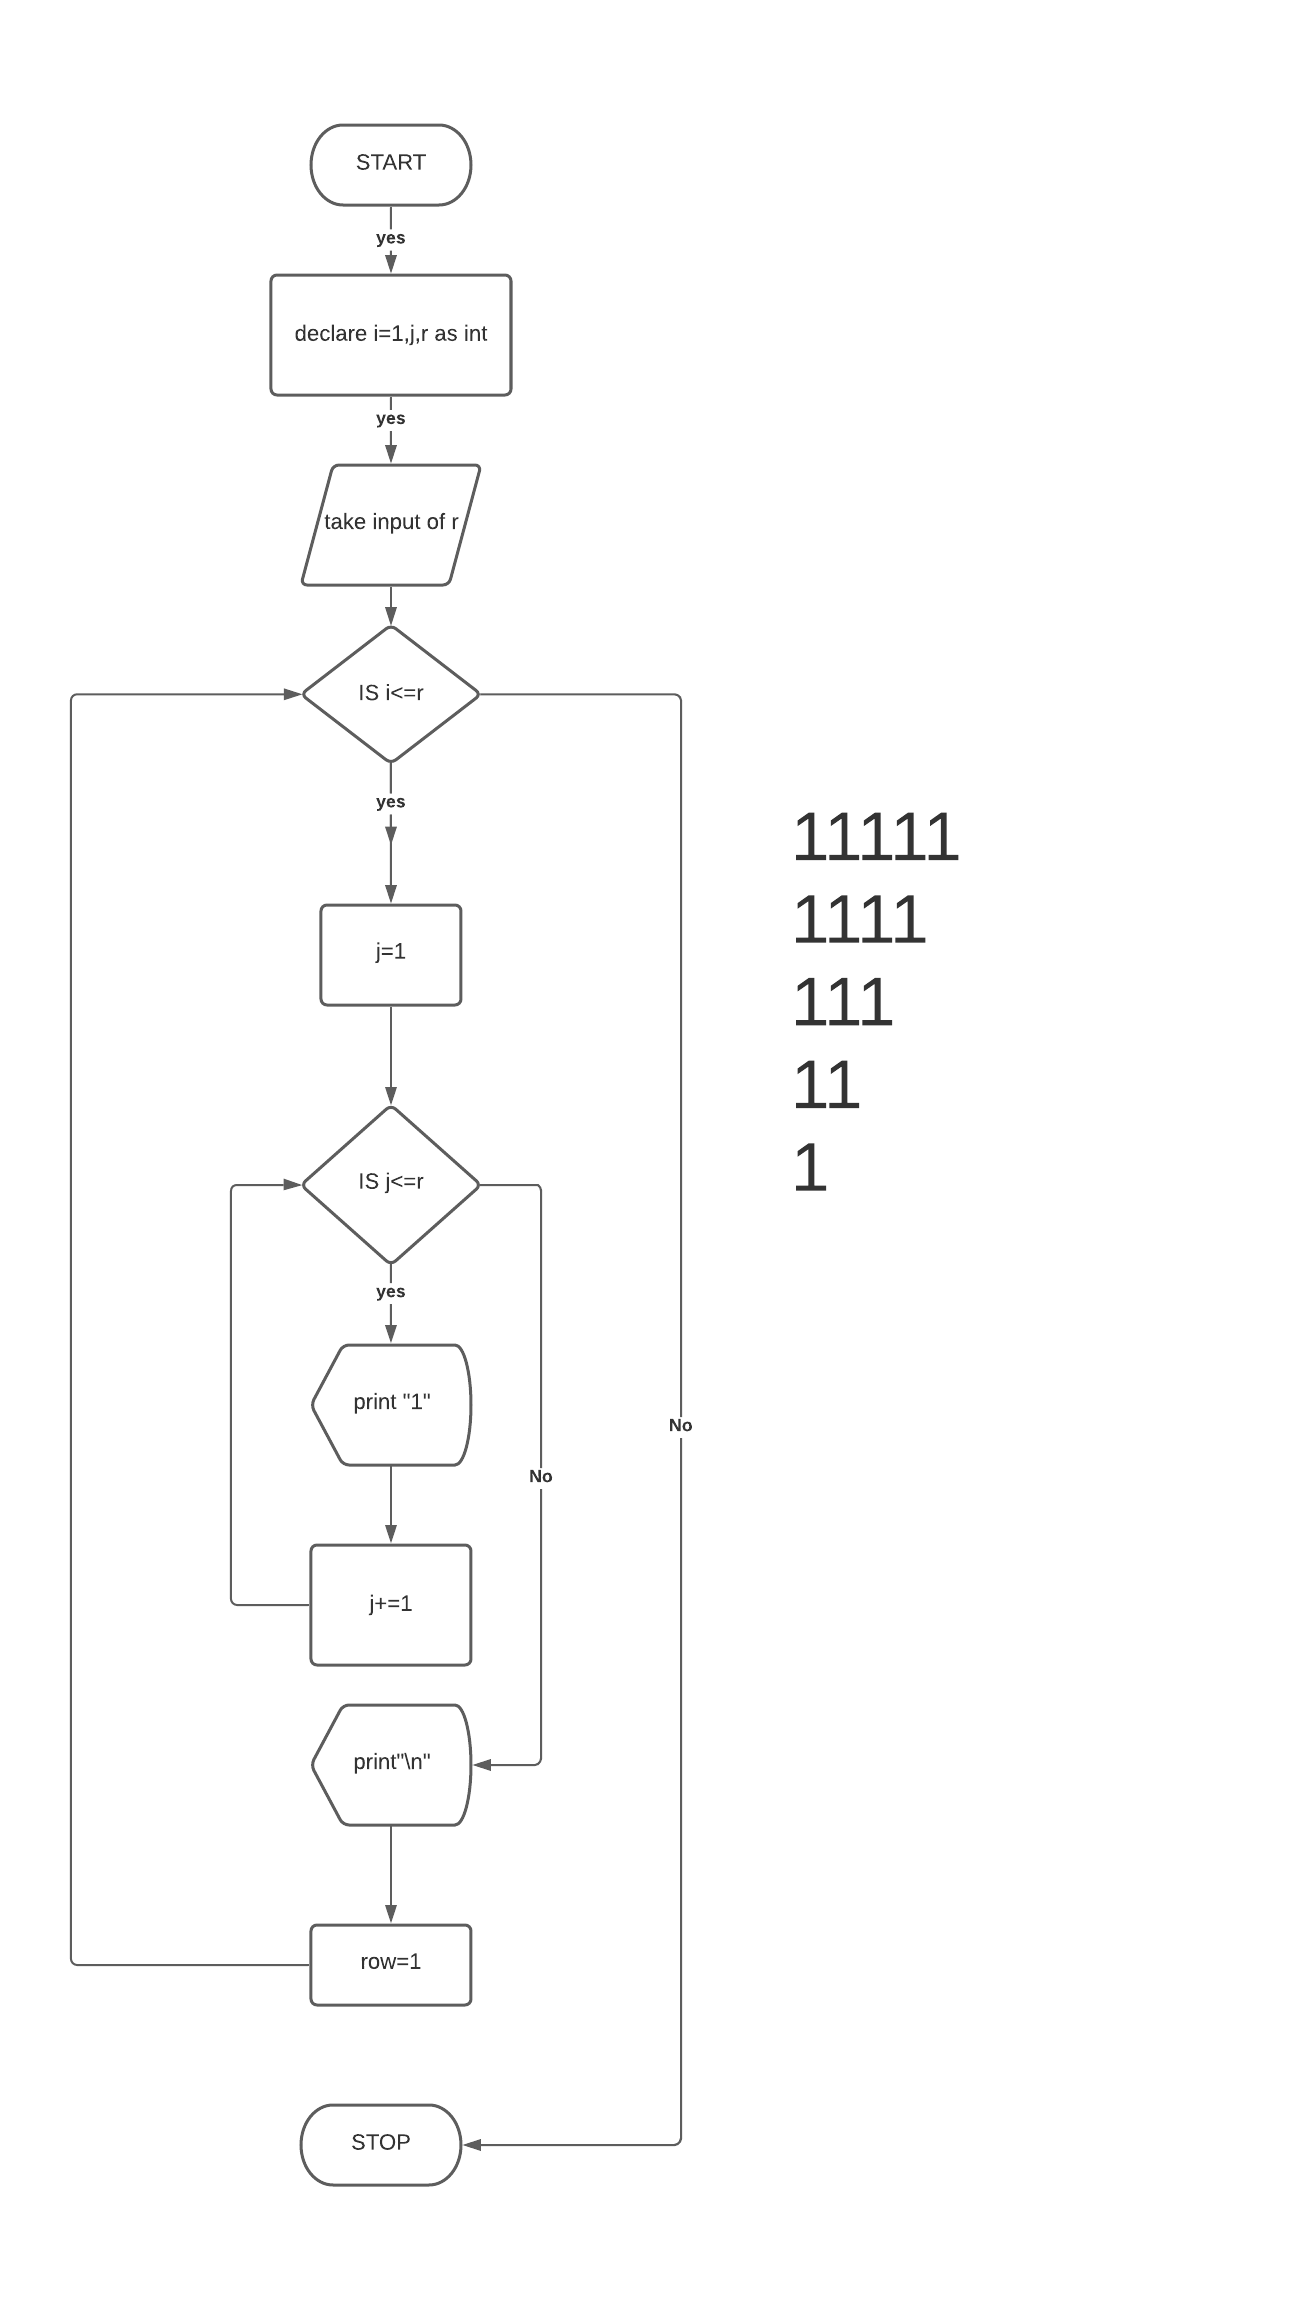 START
yes
declare i=1,j,r as int
yes
take input of r
IS i<=r
yes
j=1
IS j<=r
yes
print "1"
No
No
j+=1
print"\n"
row=1
STOP
11111
1111
111
11
1